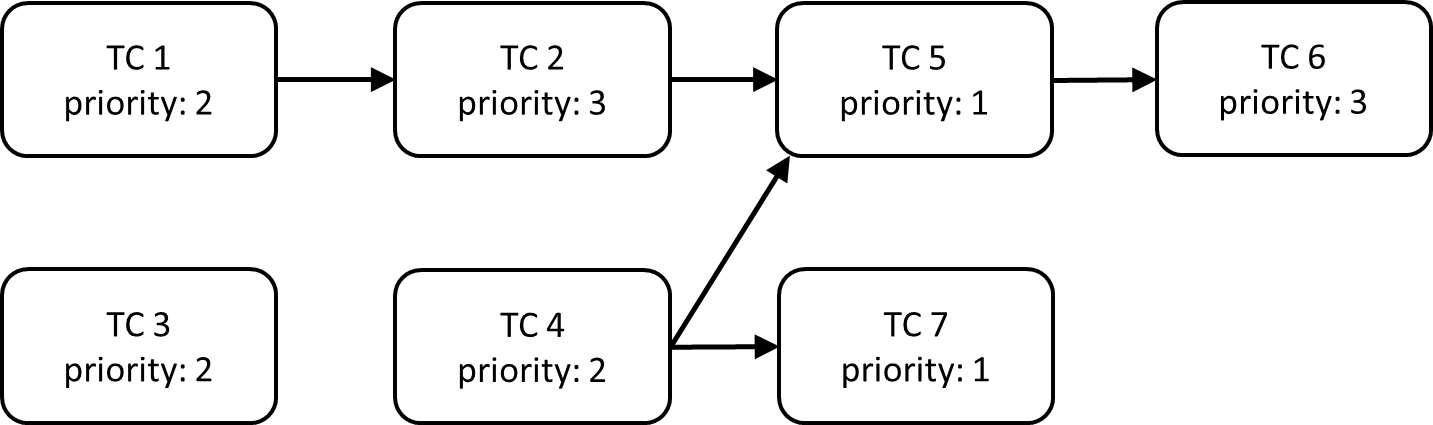 TC 1
priority: 2
TC 2
priority: 3
TC 5
priority: 1
TC 6
priority: 3
TC 3
priority: 2
TC 4
priority: 2
TC 7
priority: 1